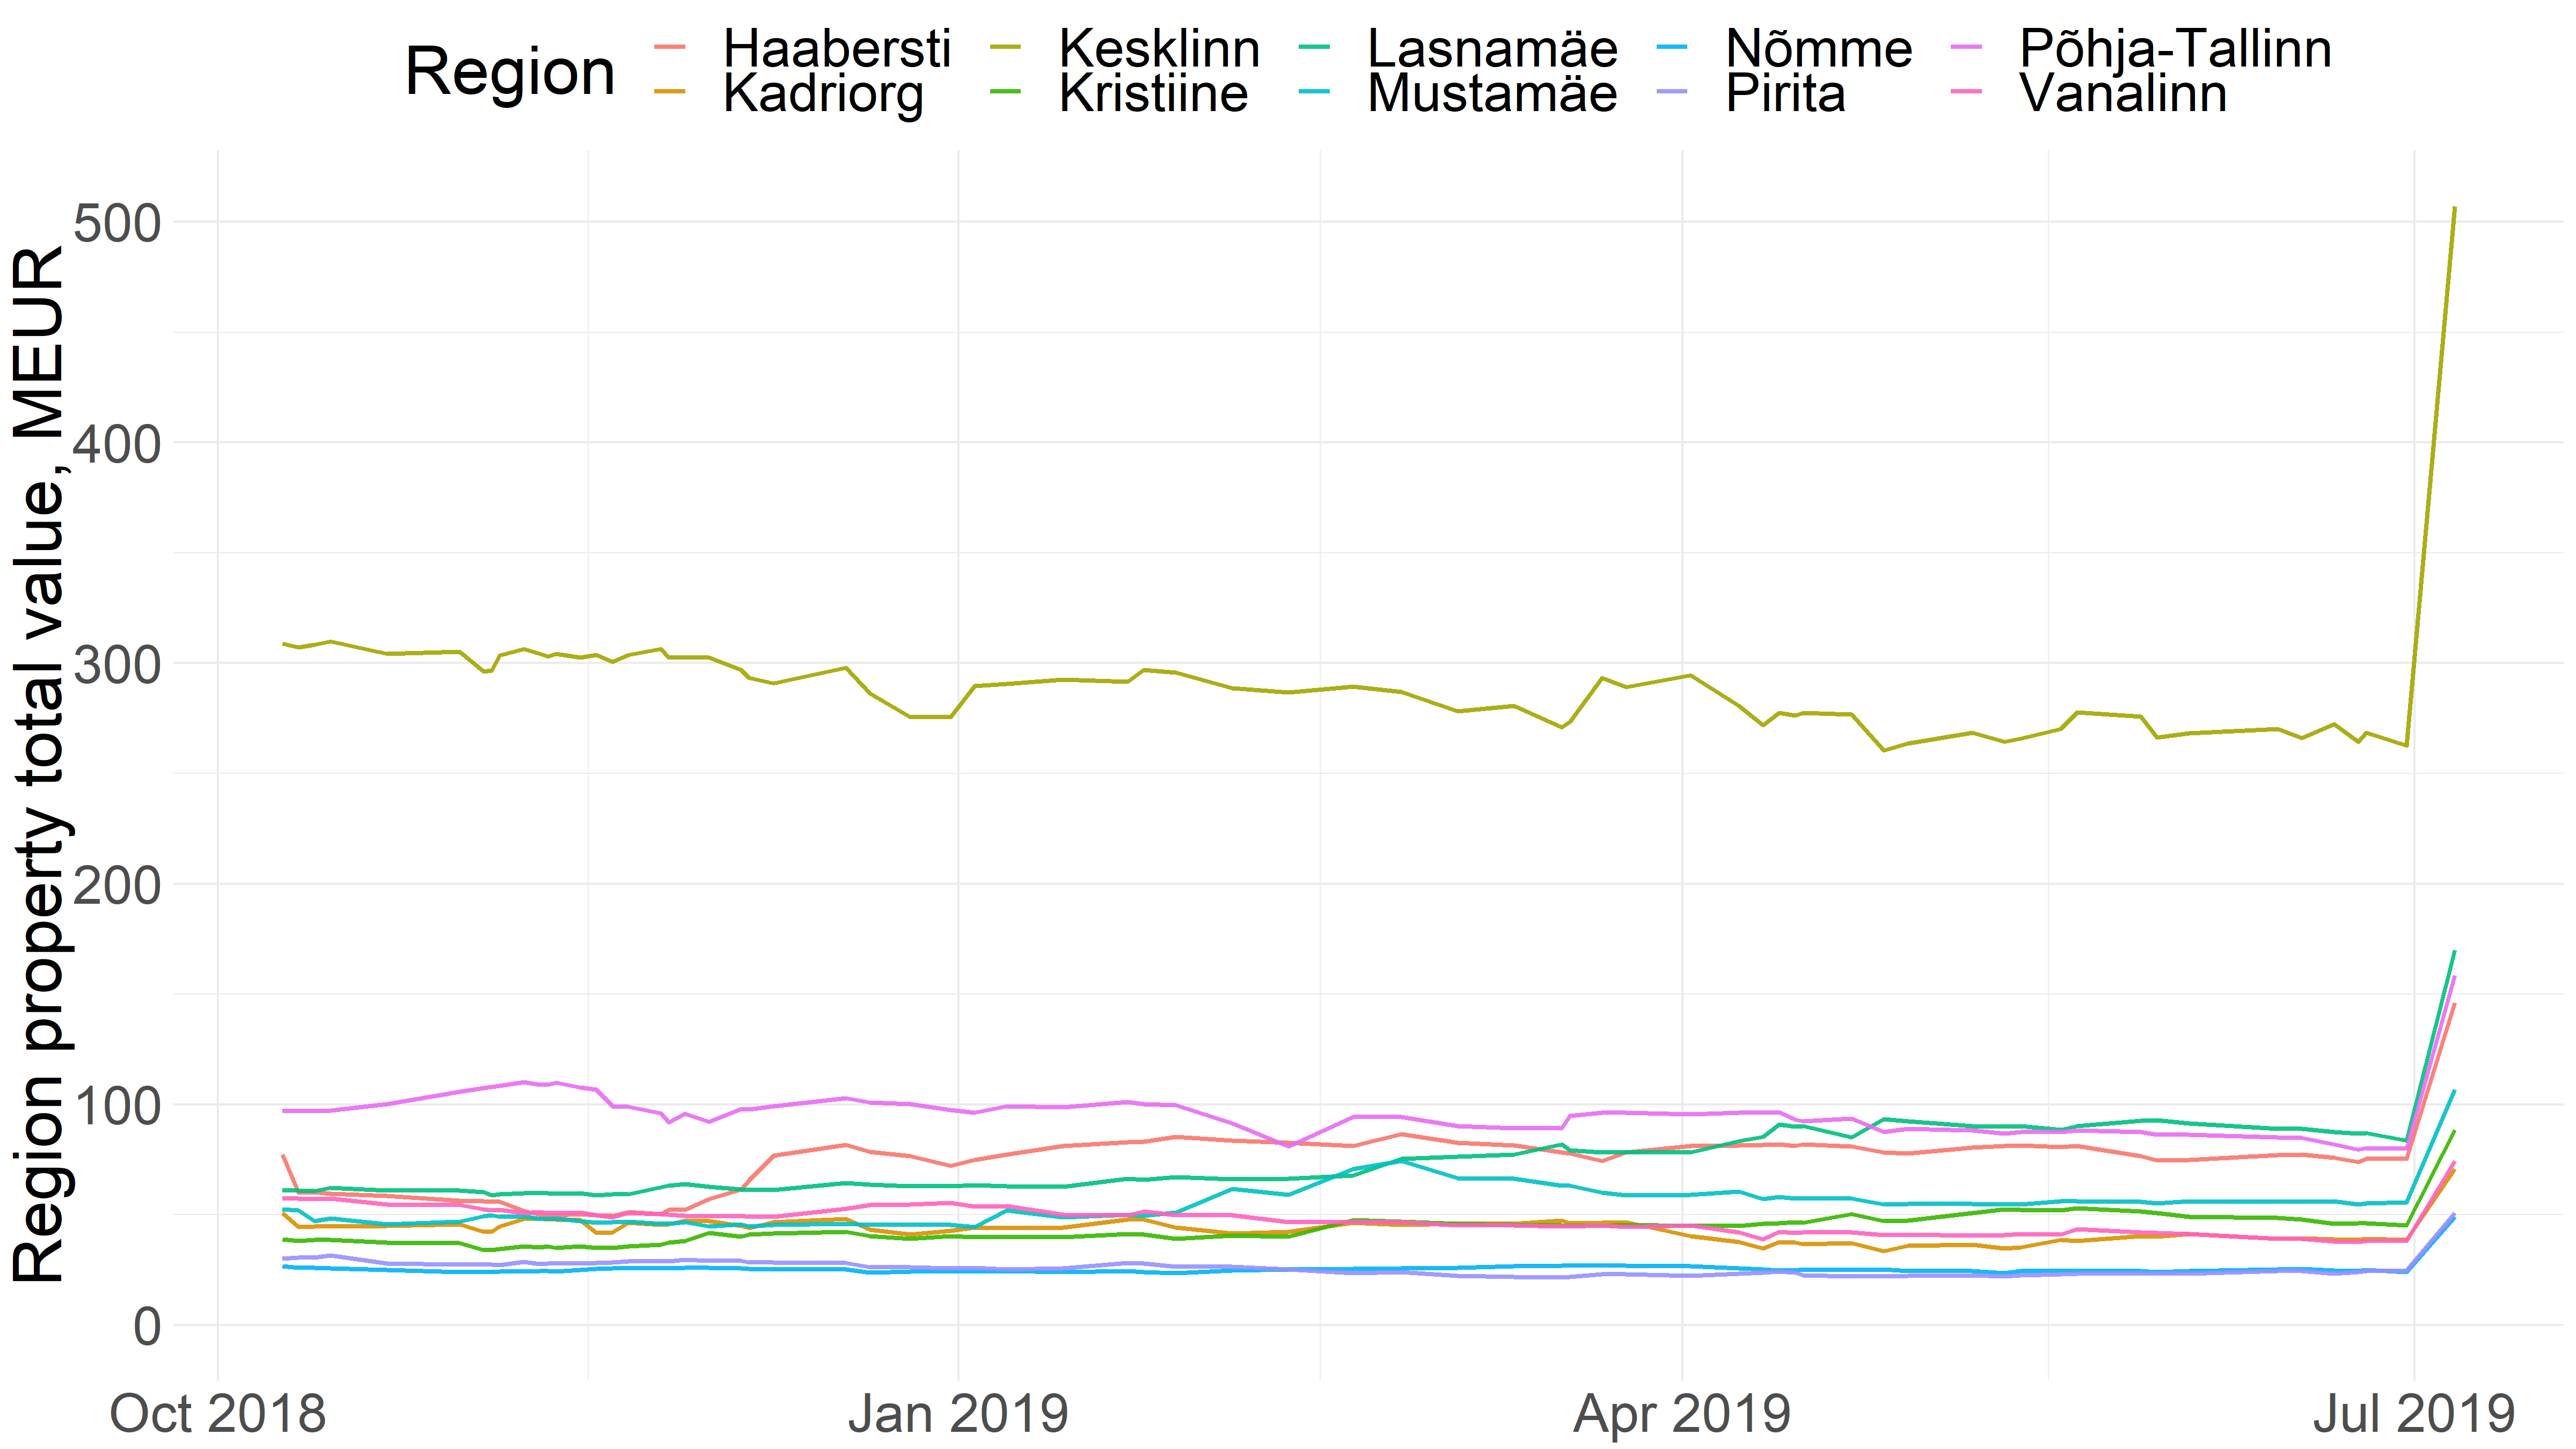 Region
Haabersti Kesklinn Lasnamäe Nõmme Põhja-Tallinn
Kadriorg Kristiine Mustamäe Pirita Vanalinn
Region property total value, MEUR
500
400
300
200
100
0
Oct 2018 Jan 2019 Apr 2019 Jul 2019